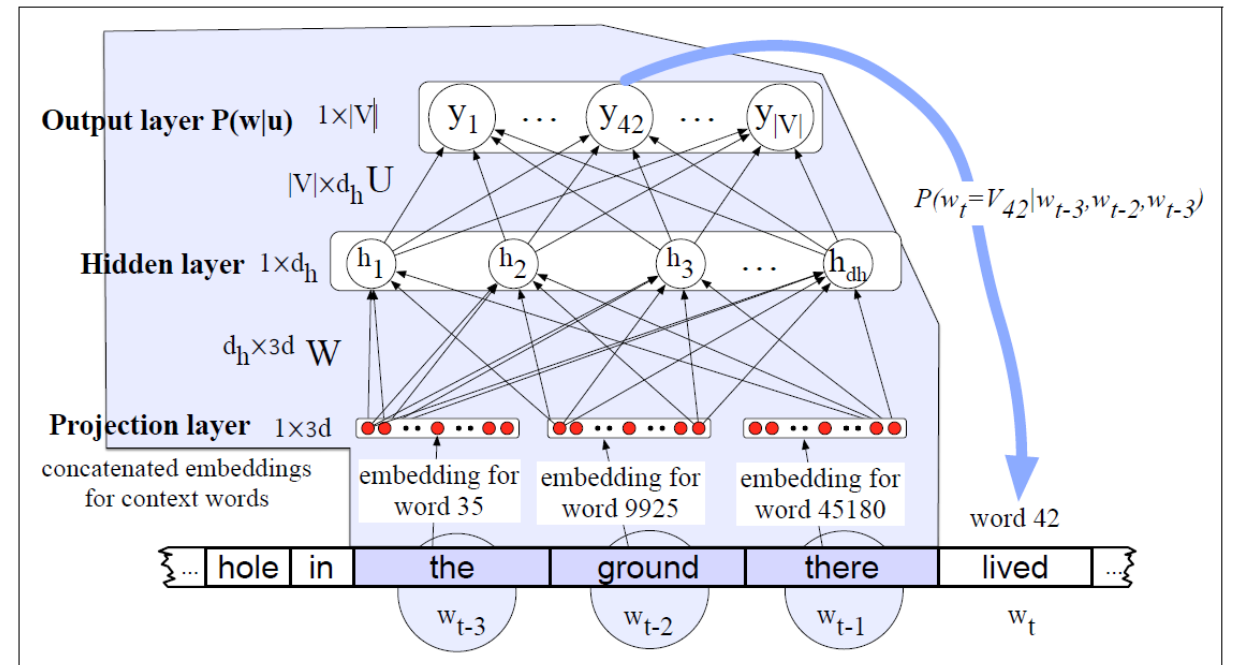 Output layer P(w|u) 1×|V| y1 ... y42 ... y|V|
|V|×dh U
P(wt=V42|wt-3,wt-2,wt-3)
Hidden layer 1×dh h1 h2 h3 ... hdh
dh×3d W
Projection layer 1×3d
concatenated embeddings
for context words
embedding for
word 35
embedding for
word 9925
embedding for
word 45180
word 42
... hole in the ground there lived ...
wt-3 wt-2 wt-1 wt